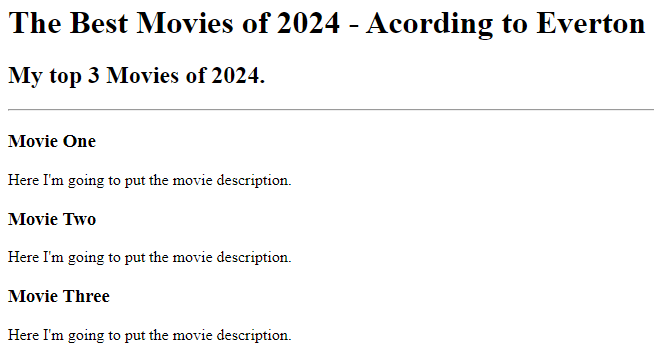 The Best Movies of 2024 - Acording to Everton
My top 3 Movies of 2024.
Movie One
Here I'm going to put the movie description.
Movie Two
Here I'm going to put the movie description.
Movie Three
Here I'm going to put the movie description.